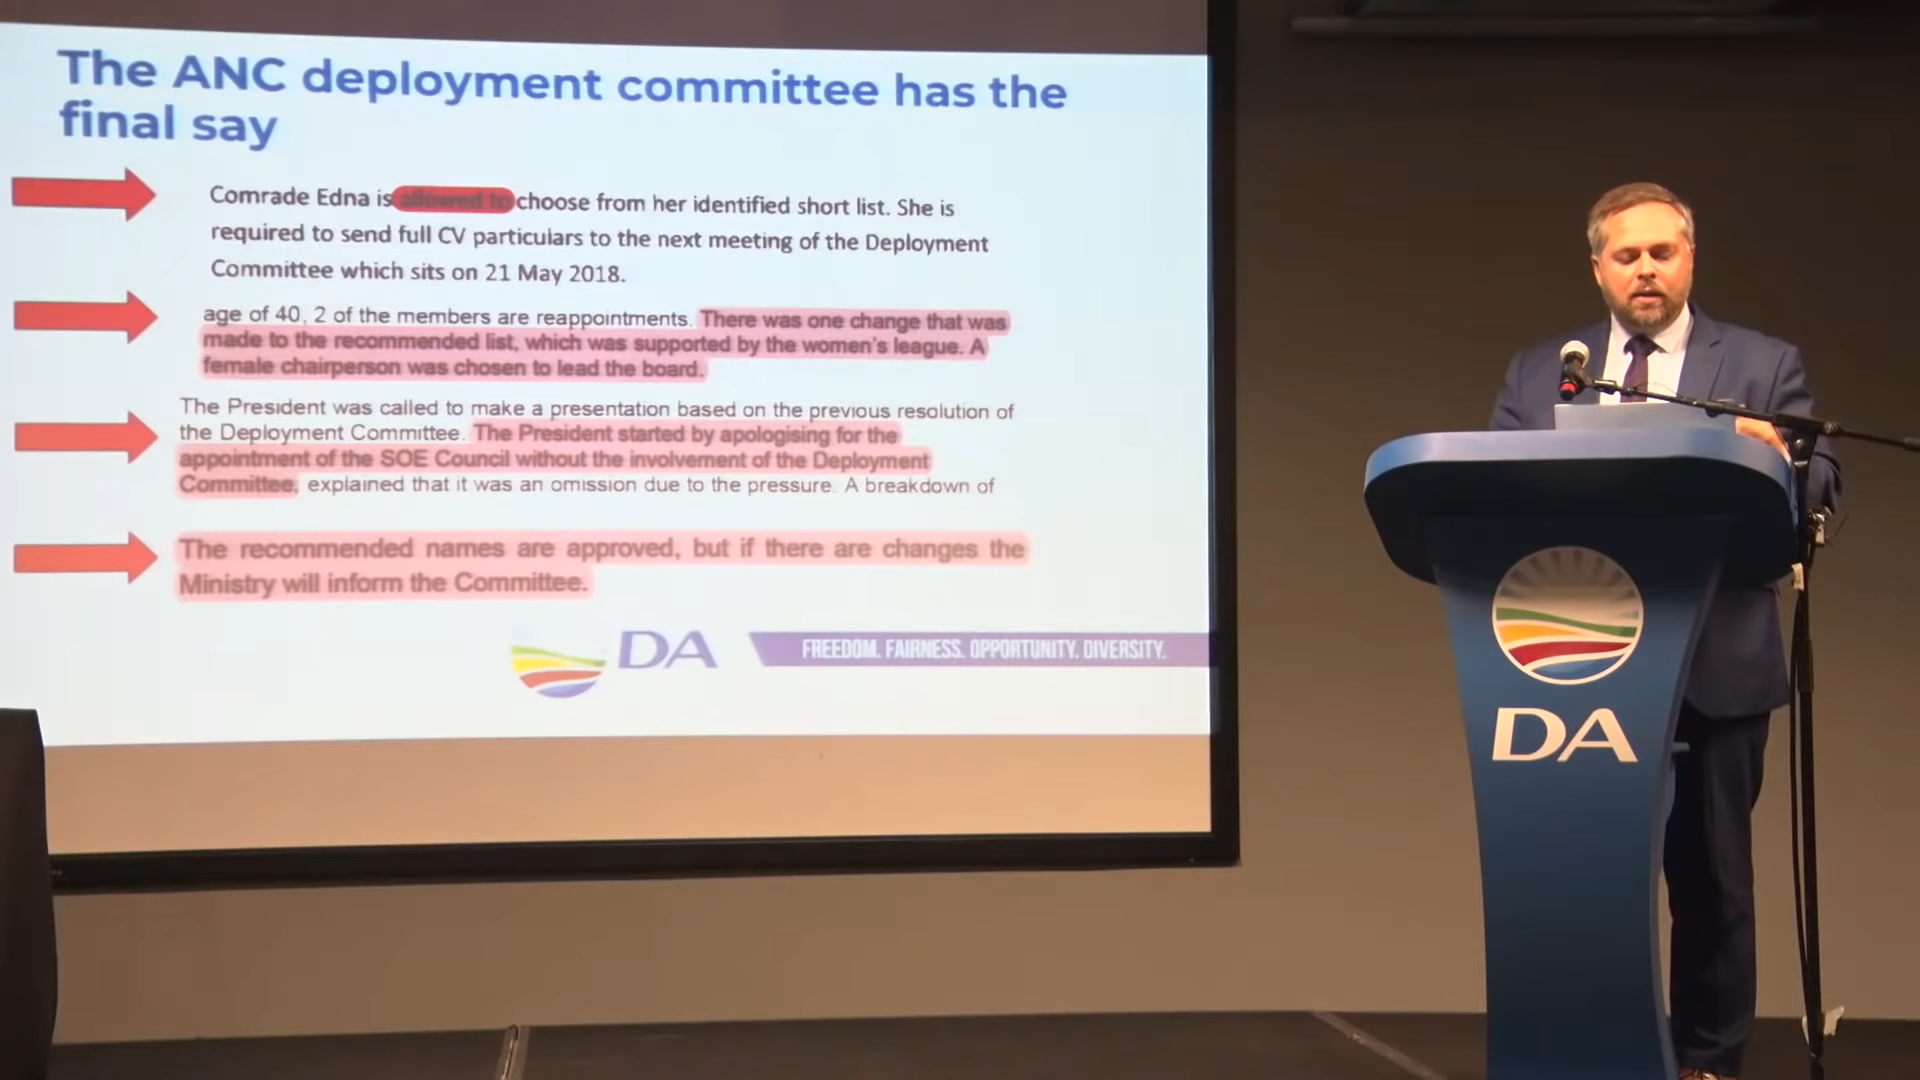 The ANC deployment committee has the
final say
Comrade Edna is allowed to choose from her identified short list. She is
required to send full CV particulars to the next meeting of the Deployment
Committee which sits on 21 May 2018.
age of 40, 2 of the members are reappointments. There was one change that was
made to the recommended list, which was supported by the women's league. A
female chairperson was chosen to lead the board.
The President was called to make a presentation based on the previous resolution of
the Deployment Committee. The President started by apologising for the
appointment of the SOE Council without the involvement of the Deployment
Committee, explained that it was an omission due to the pressure. A breakdown of
The recommended names are approved, but if there are changes the
Ministry will inform the Committee.
DA
FREEDOM. FAIRNESS. OPPORTUNITY. DIVERSITY.
DA